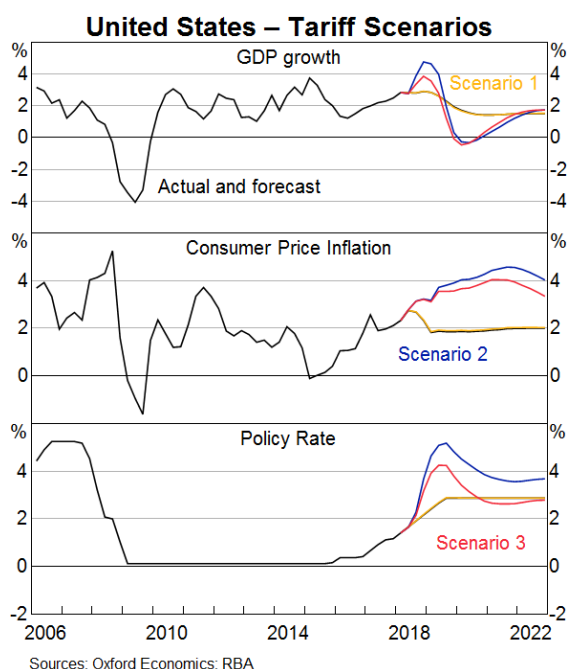 United States – Tariff Scenarios
% GDP growth %
4 Scenario 1 4
2 2
0 0
-2 -2
-4 Actual and forecast -4
% Consumer Price Inflation %
4 4
2 2
Scenario 2
0 0
% Policy Rate %
4 4
2 2
Scenario 3
0 0
-2 -2
2006 2010 2014 2018 2022
Sources: Oxford Economics; RBA